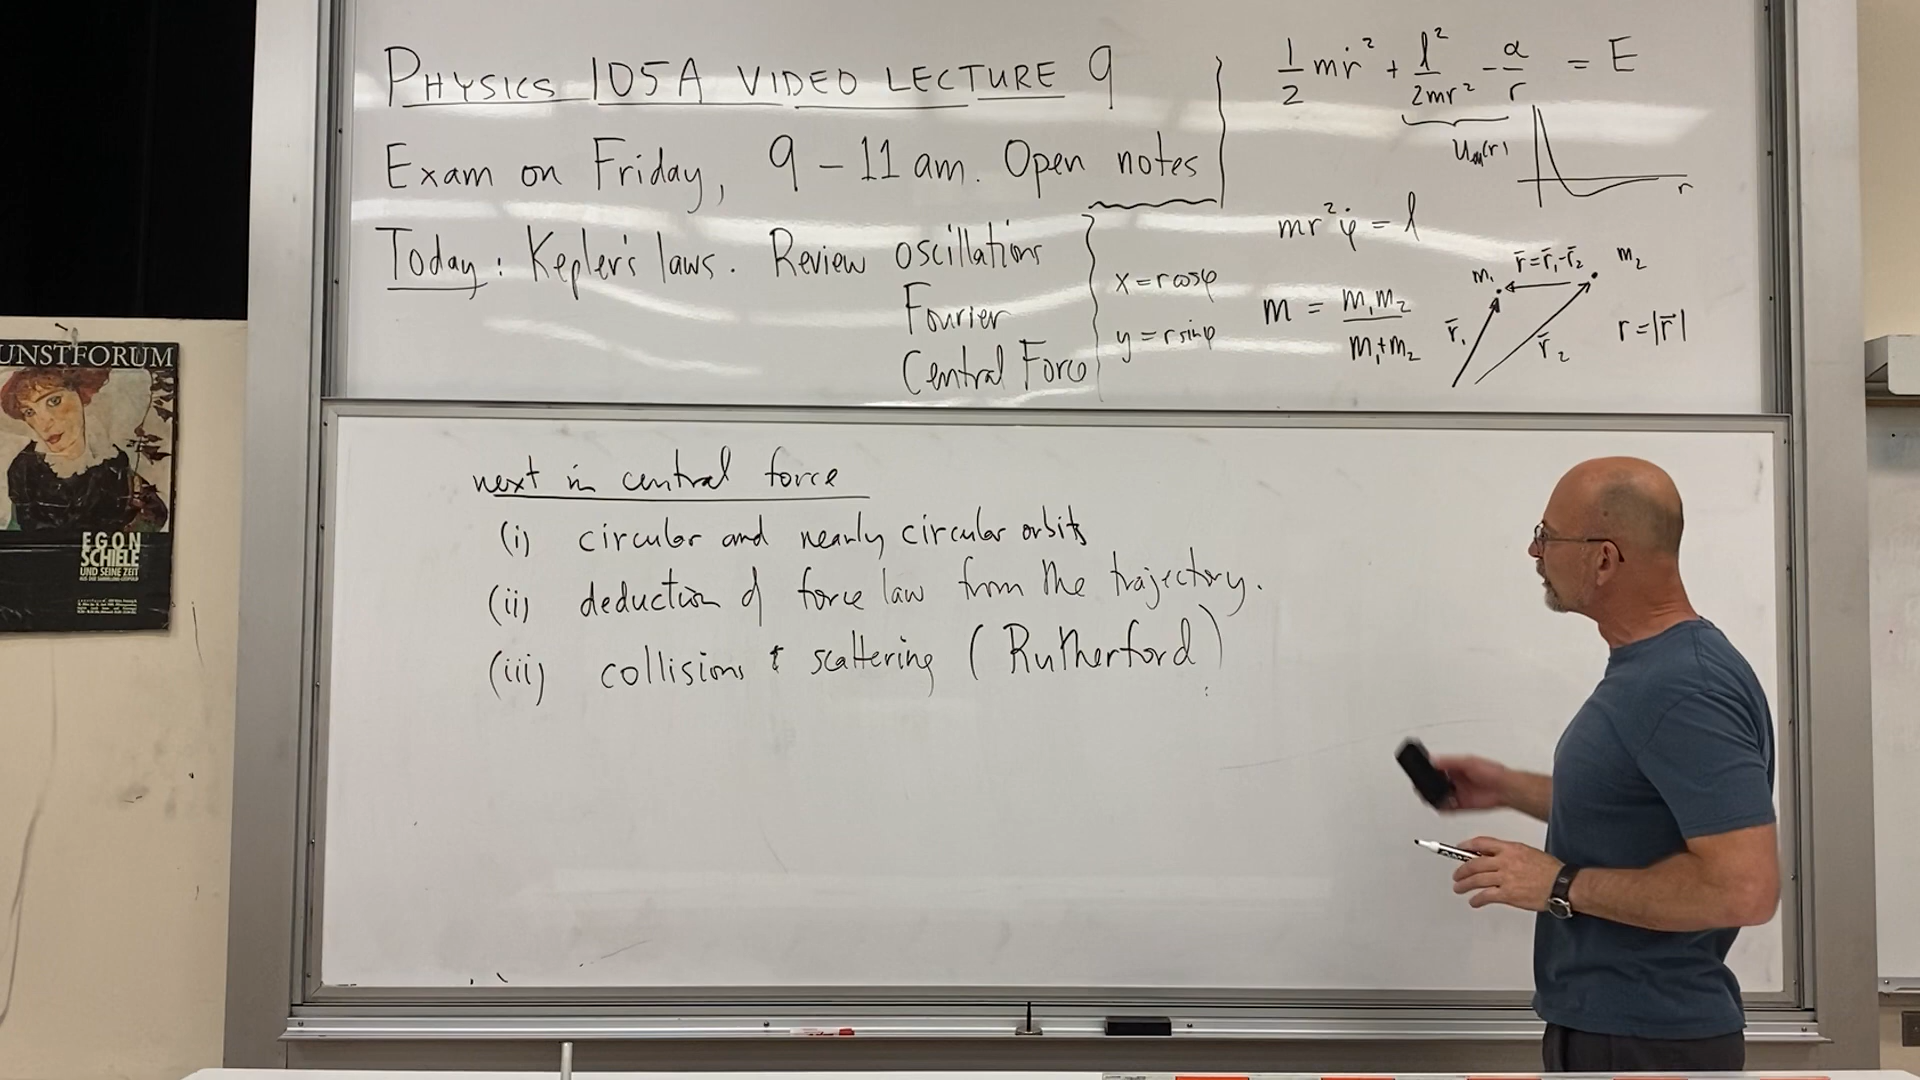 PHYSICS 105A VIDEO LECTURE 9
Exam on Friday, 9 – 11 am. Open notes
Today: Kepler's laws. Review oscillations
Fourier
Central Force
x = r cosφ
y = r sinφ
1/2 mṙ² + l²/2mr² - α/r = E
r
mr²φ̇ = l
m = m₁m₂/m₁+m₂
m₁
r̄=r̄₁-r̄₂
m₂
r̄₁
r̄₂
r=|r̄|
next in central force
(i) circular and nearly circular orbits
(ii) deduction of force law from the trajectory.
(iii) collisions & scattering (Rutherford)
UNSTFORUM
EGON
SCHIELE
UND SEINE ZEIT